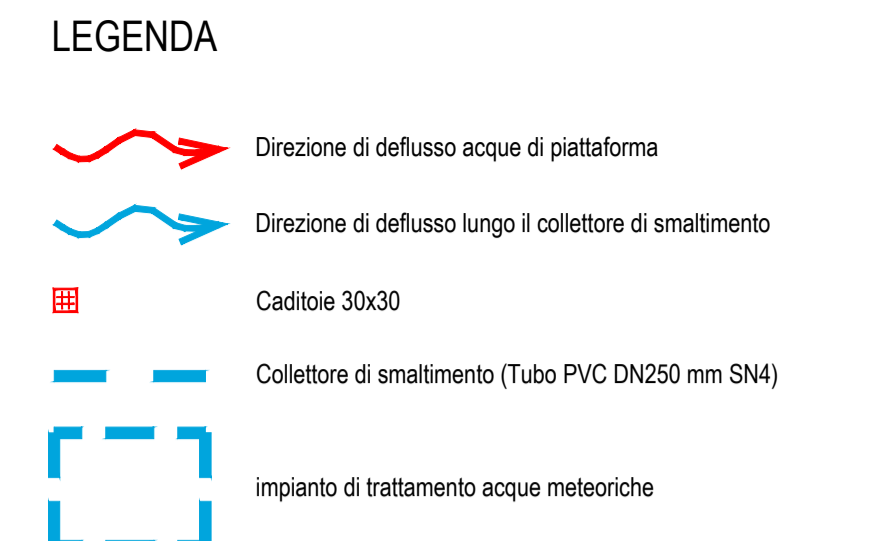 LEGENDA
Direzione di deflusso acque di piattaforma
Direzione di deflusso lungo il collettore di smaltimento
Caditoie 30x30
Collettore di smaltimento (Tubo PVC DN250 mm SN4)
impianto di trattamento acque meteoriche